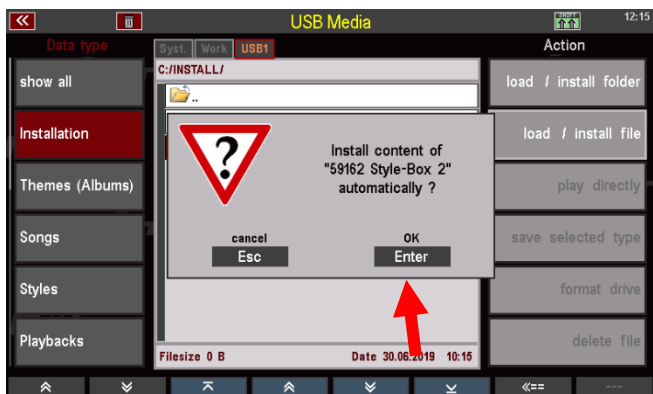 USB Media
SHIFT
12:15
Data type
Syst. Work USB1
Action
C:/INSTALL/
..
show all
Installation
Themes (Albums)
Songs
Styles
Playbacks
Install content of
"59162 Style-Box 2"
automatically ?
cancel
Esc
OK
Enter
Filesize 0 B
Date 30.06.2019 10:15
load / install folder
load / install file
play directly
save selected type
format drive
delete file
«==
---